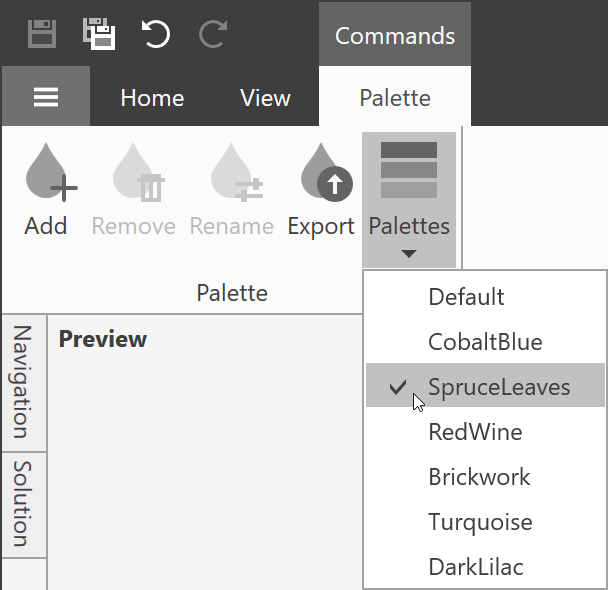 Commands
Home View Palette
Add Remove Rename Export Palettes
Palette
Default
CobaltBlue
SpruceLeaves
RedWine
Brickwork
Turquoise
DarkLilac
Preview
Navigation
Solution